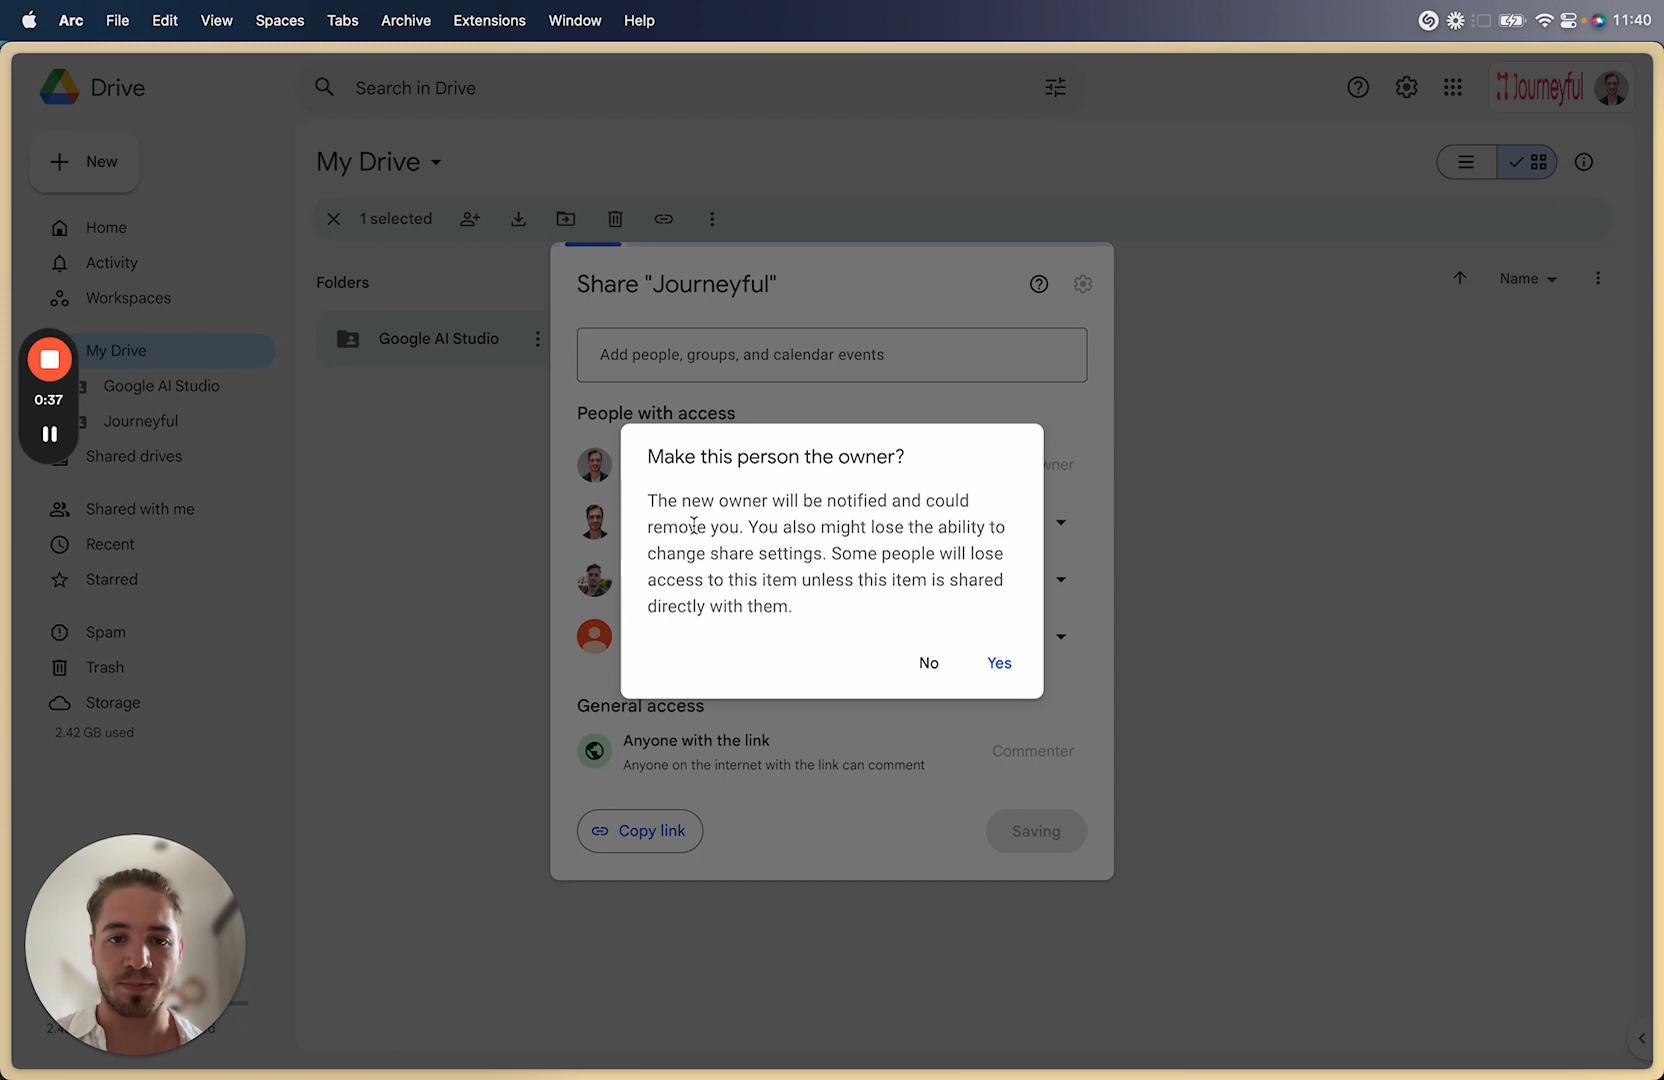 Arc File Edit View Spaces Tabs Archive Extensions Window Help 11:40
Drive
Search in Drive
Journeyful
New
My Drive
1 selected
Home
Activity
Workspaces
My Drive
Google AI Studio
Journeyful
Shared drives
Shared with me
Recent
Starred
Spam
Trash
Storage
2.42 GB used
0:37
Folders
Name
Google AI Studio
Share "Journeyful"
Add people, groups, and calendar events
People with access
Make this person the owner?
The new owner will be notified and could
remove you. You also might lose the ability to
change share settings. Some people will lose
access to this item unless this item is shared
directly with them.
No Yes
General access
Anyone with the link
Anyone on the internet with the link can comment
Commenter
Copy link
Saving